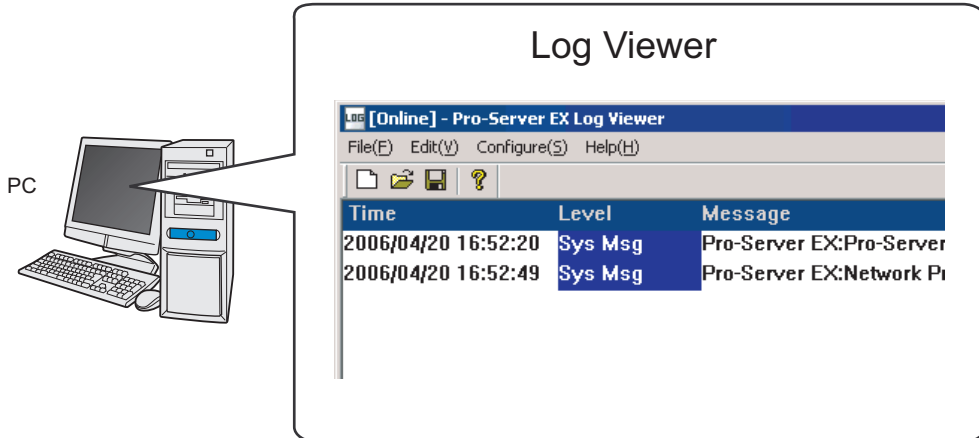 Log Viewer
PC
LOG [Online] - Pro-Server EX Log Viewer
File(F) Edit(V) Configure(S) Help(H)
Time Level Message
2006/04/20 16:52:20 Sys Msg Pro-Server EX:Pro-Server
2006/04/20 16:52:49 Sys Msg Pro-Server EX:Network